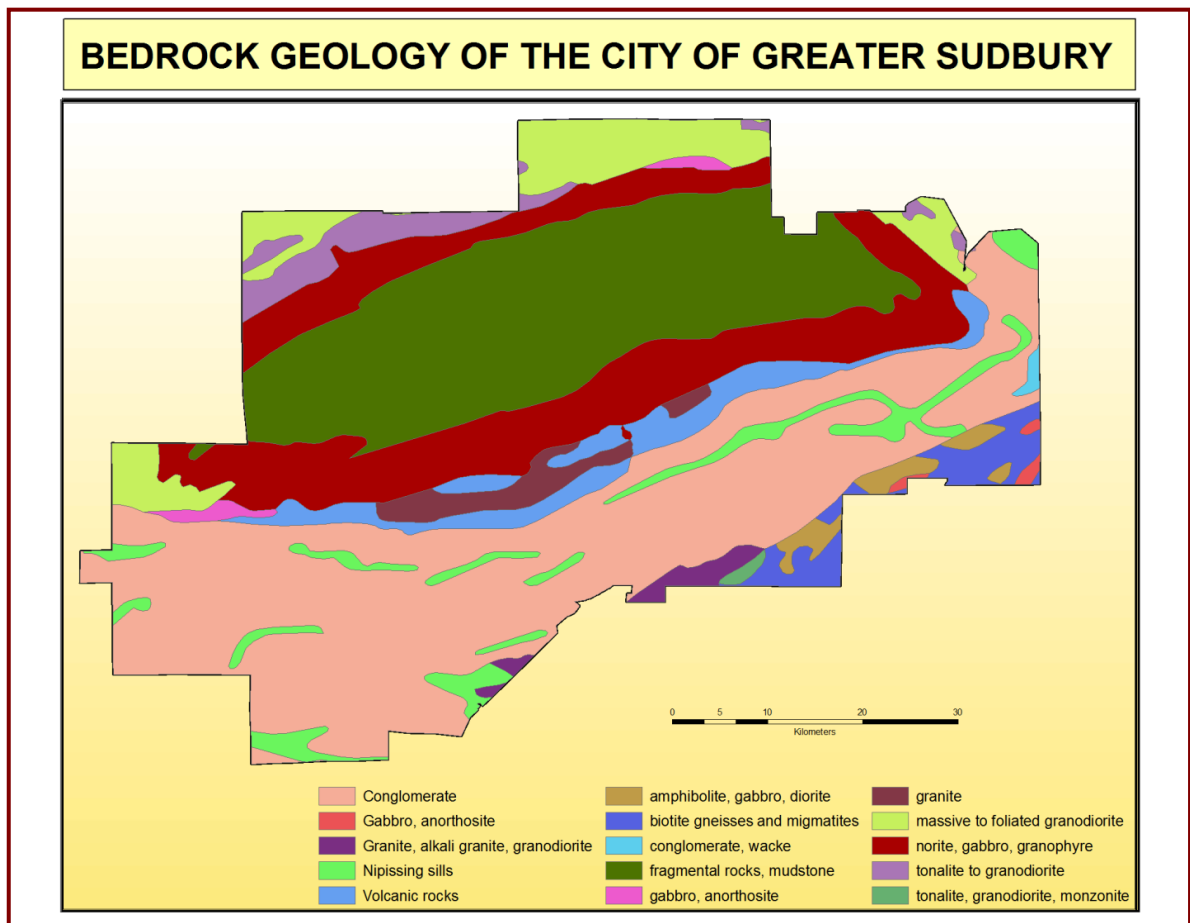 BEDROCK GEOLOGY OF THE CITY OF GREATER SUDBURY
0 5 10 20 30
Kilometers
Conglomerate
Gabbro, anorthosite
Granite, alkali granite, granodiorite
Nipissing sills
Volcanic rocks
amphibolite, gabbro, diorite
biotite gneisses and migmatites
conglomerate, wacke
fragmental rocks, mudstone
gabbro, anorthosite
granite
massive to foliated granodiorite
norite, gabbro, granophyre
tonalite to granodiorite
tonalite, granodiorite, monzonite